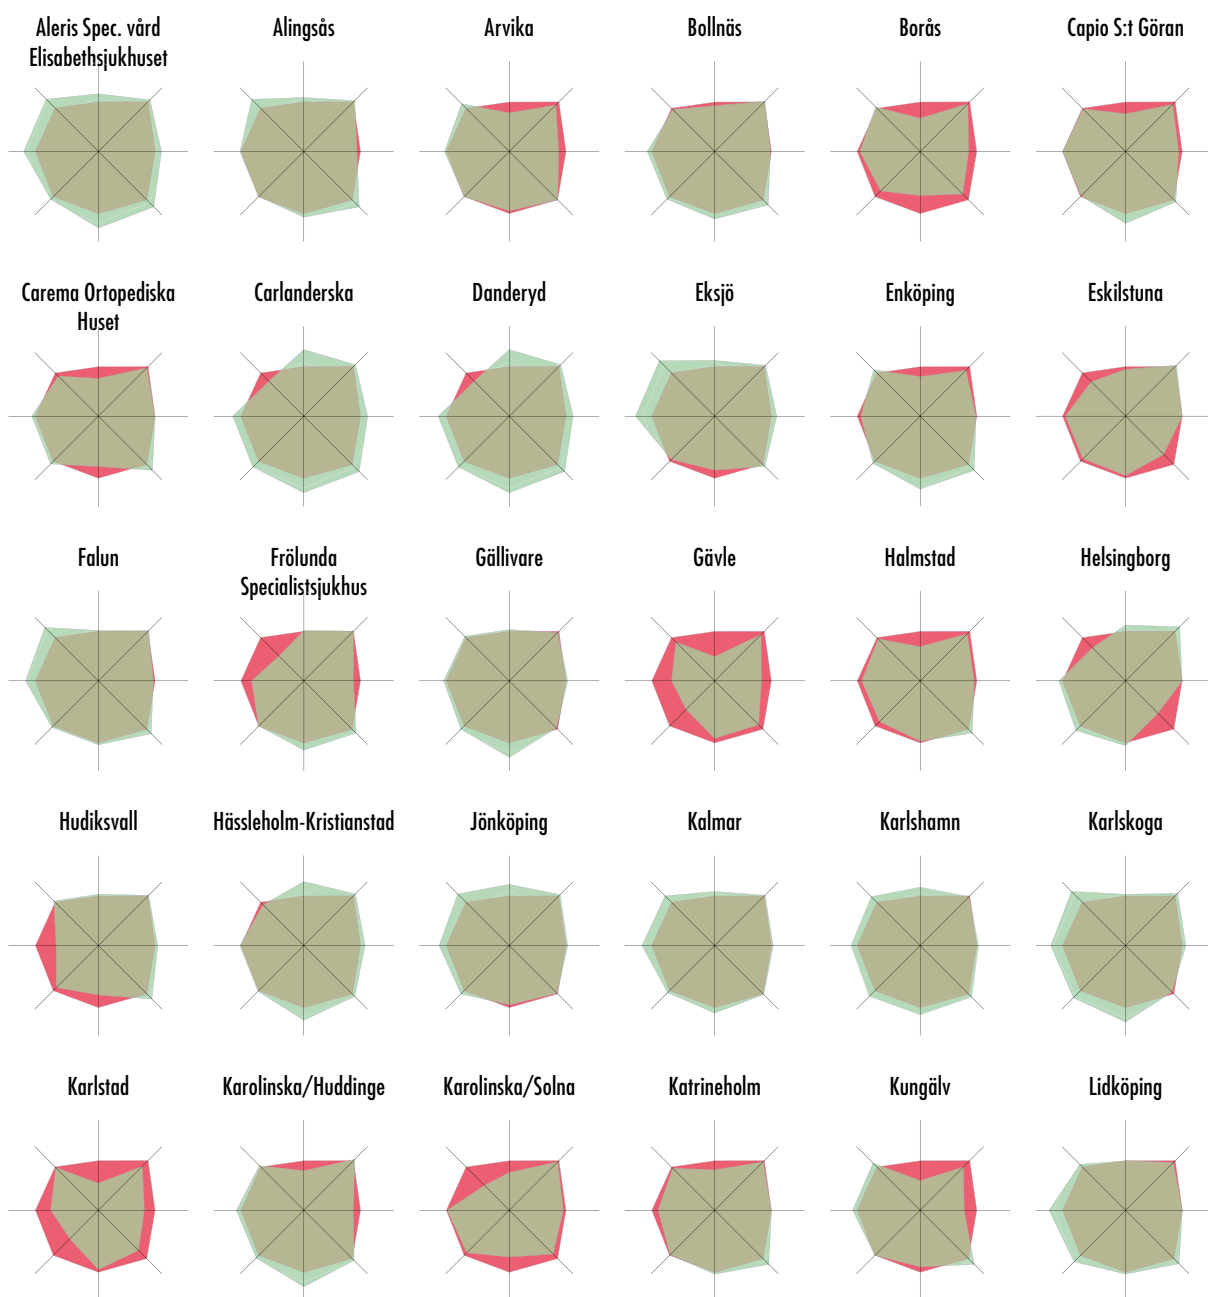 Aleris Spec. vård
Elisabethsjukhuset
Alingsås
Arvika
Bollnäs
Borås
Capio S:t Göran
Carema Ortopediska
Huset
Carlanderska
Danderyd
Eksjö
Enköping
Eskilstuna
Falun
Frölunda
Specialistsjukhus
Gällivare
Gävle
Halmstad
Helsingborg
Hudiksvall
Hässleholm-Kristianstad
Jönköping
Kalmar
Karlshamn
Karlskoga
Karlstad
Karolinska/Huddinge
Karolinska/Solna
Katrineholm
Kungälv
Lidköping